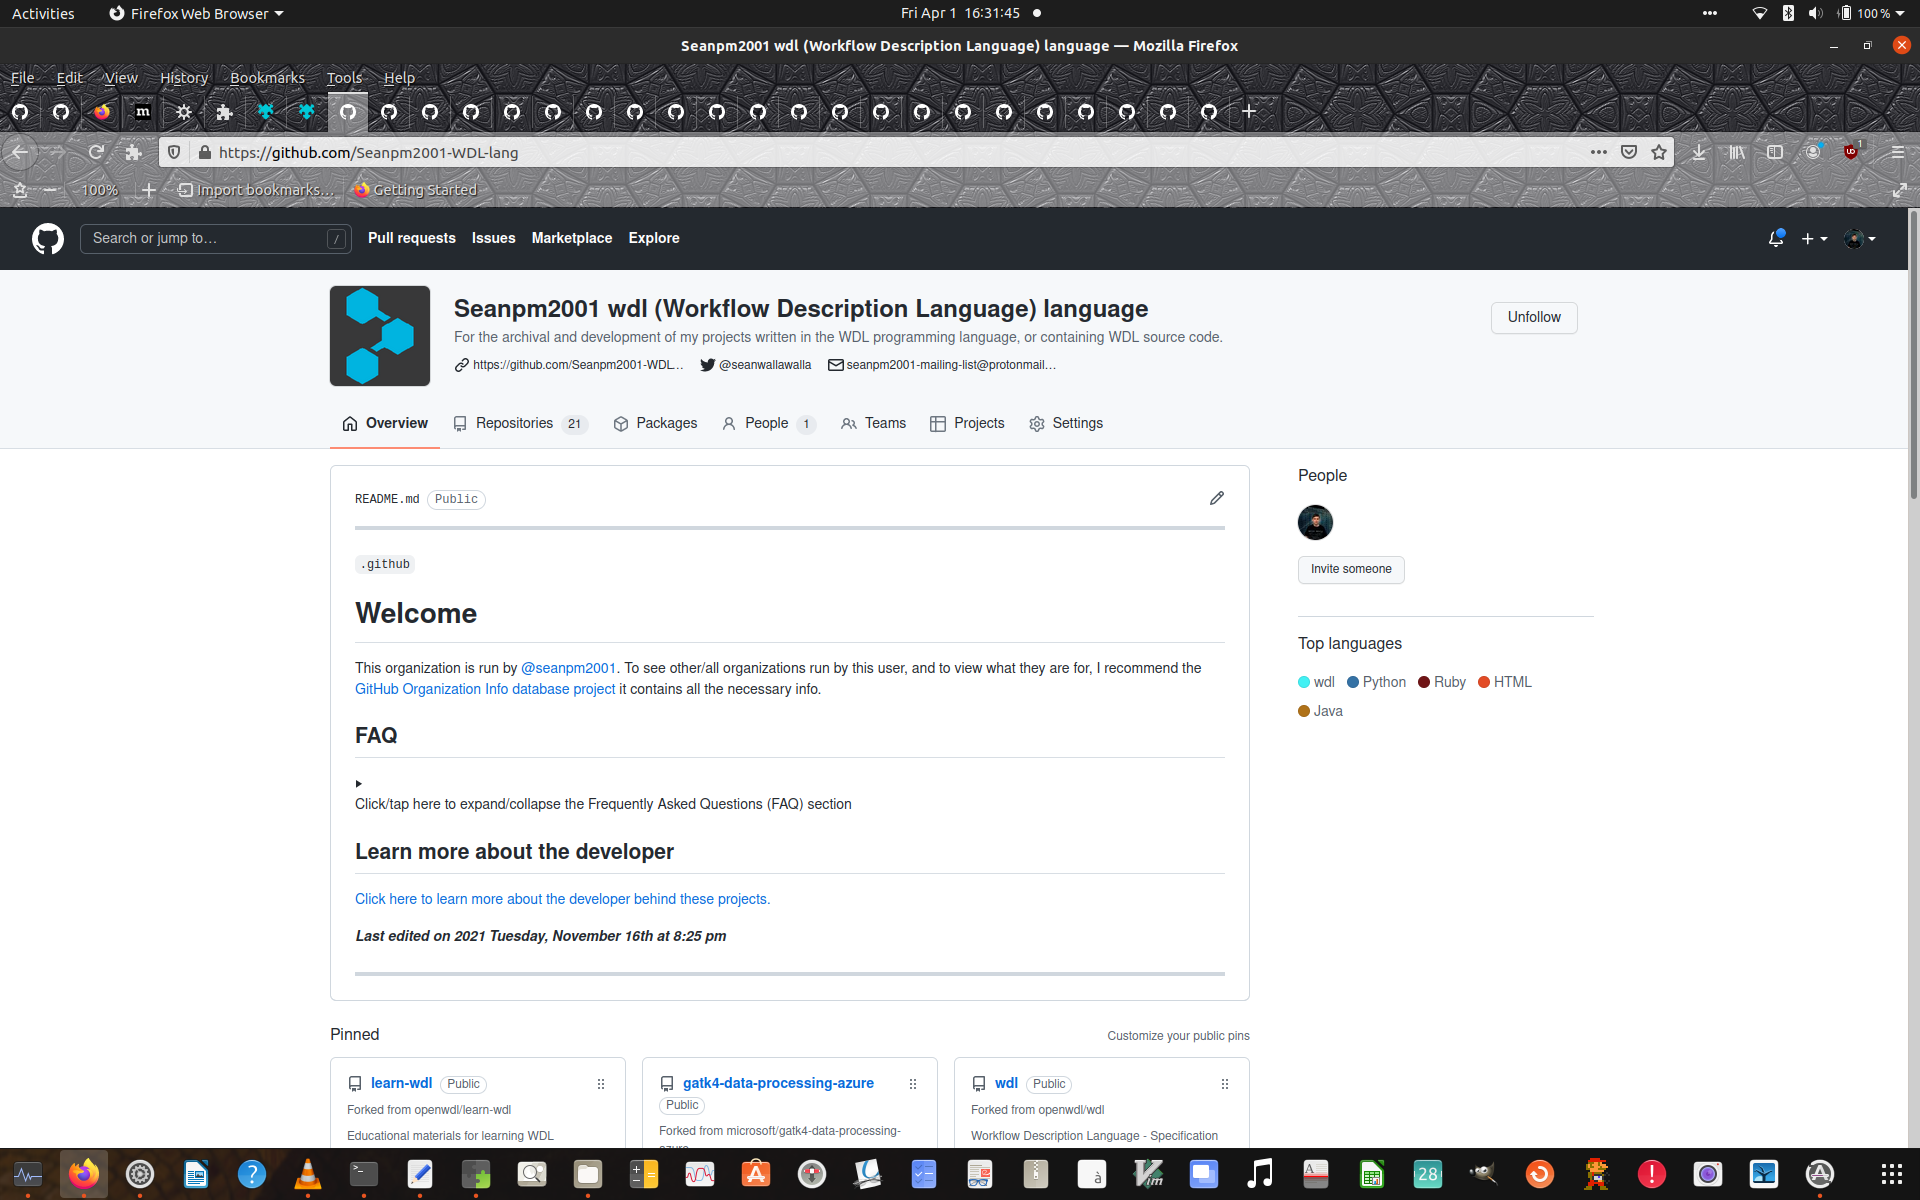 Activities Firefox Web Browser Fri Apr 1 16:31:45 100 %
Seanpm2001 wdl (Workflow Description Language) language — Mozilla Firefox
File Edit View History Bookmarks Tools Help
https://github.com/Seanpm2001-WDL-lang 1
100% Import bookmarks... Getting Started
Search or jump to... / Pull requests Issues Marketplace Explore
Seanpm2001 wdl (Workflow Description Language) language
Unfollow
For the archival and development of my projects written in the WDL programming language, or containing WDL source code.
https://github.com/Seanpm2001-WDL... @seanwallawalla seanpm2001-mailing-list@protonmail...
Overview Repositories 21 Packages People 1 Teams Projects Settings
README.md Public
.github
Welcome
This organization is run by @seanpm2001. To see other/all organizations run by this user, and to view what they are for, I recommend the
GitHub Organization Info database project it contains all the necessary info.
FAQ
Click/tap here to expand/collapse the Frequently Asked Questions (FAQ) section
Learn more about the developer
Click here to learn more about the developer behind these projects.
Last edited on 2021 Tuesday, November 16th at 8:25 pm
People
Invite someone
Top languages
wdl Python Ruby HTML
Java
Pinned Customize your public pins
learn-wdl Public
Forked from openwdl/learn-wdl
Educational materials for learning WDL
gatk4-data-processing-azure
Public
Forked from microsoft/gatk4-data-processing-
wdl Public
Forked from openwdl/wdl
Workflow Description Language - Specification
28